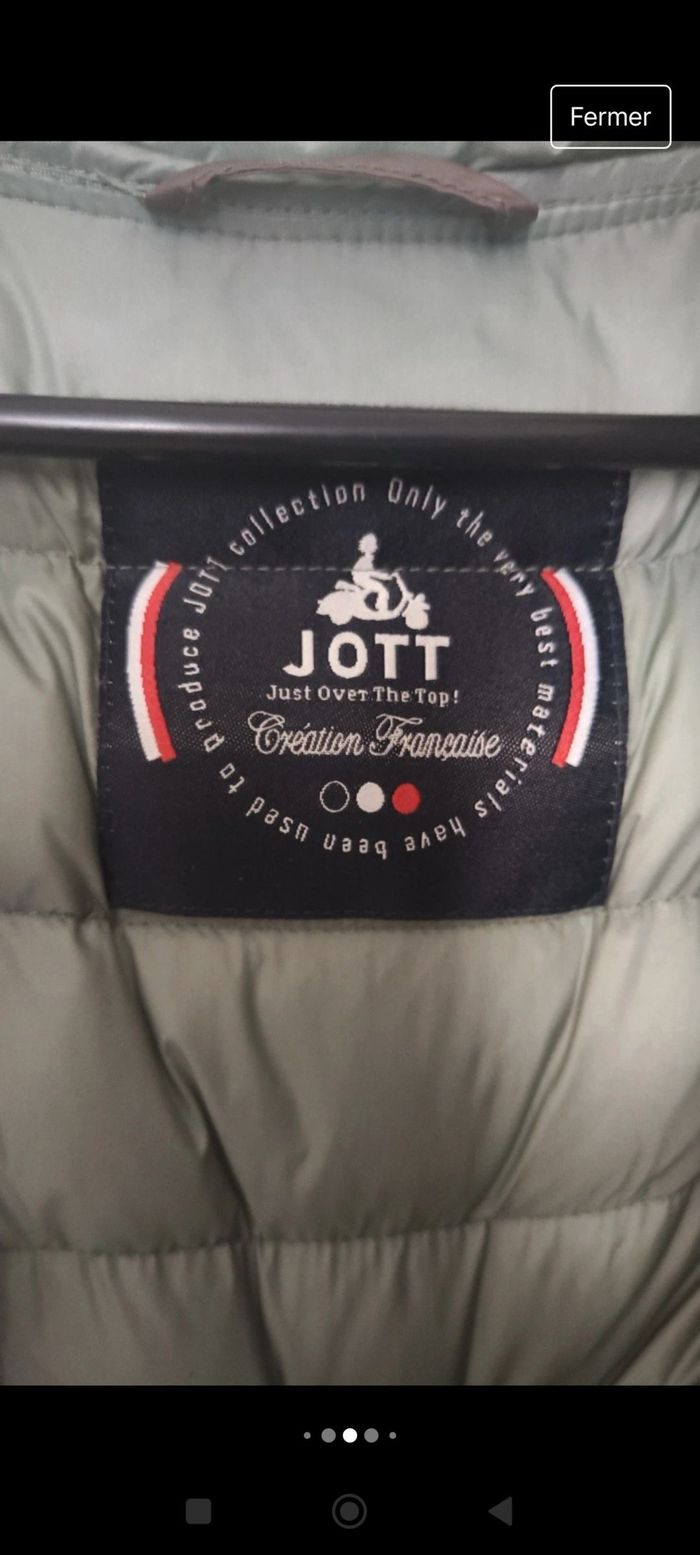 Fermer
Only the very best materials have been used to produce JOTT collection
JOTT
Just Over The Top!
Création Française